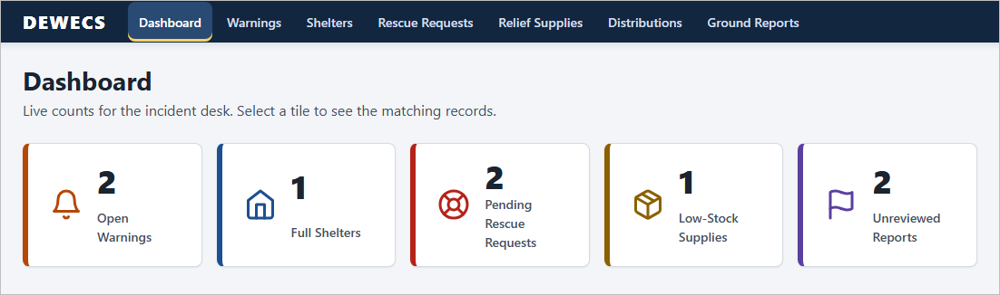 DEWECS Dashboard Warnings Shelters Rescue Requests Relief Supplies Distributions Ground Reports
Dashboard
Live counts for the incident desk. Select a tile to see the matching records.
2
Open
Warnings
1
Full Shelters
2
Pending
Rescue
Requests
1
Low-Stock
Supplies
2
Unreviewed
Reports